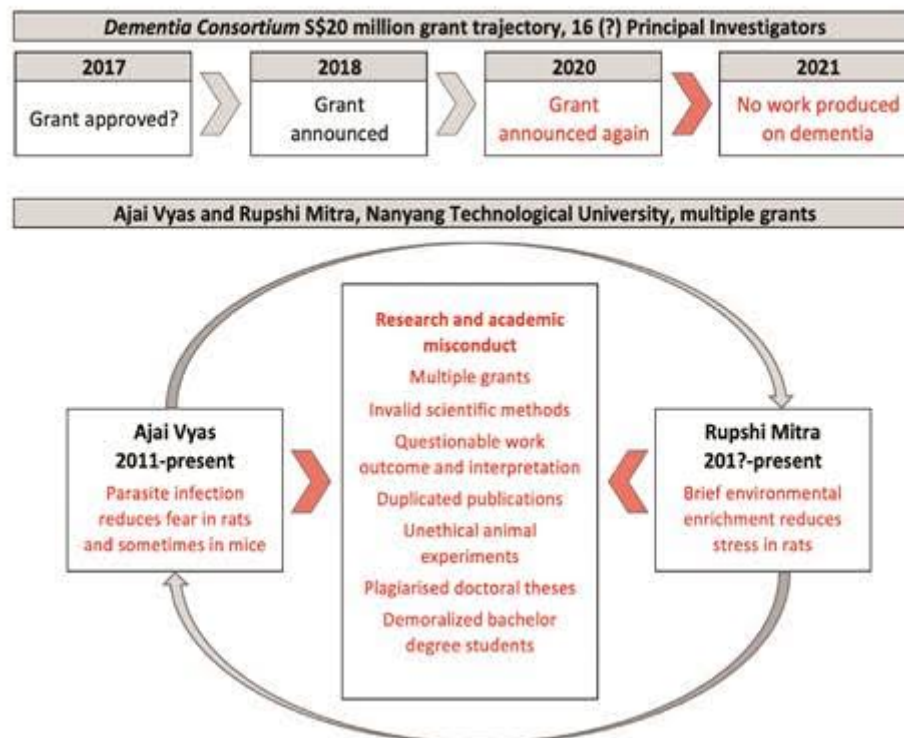 Dementia Consortium S$20 million grant trajectory, 16 (?) Principal Investigators
2017
Grant approved?
2018
Grant
announced
2020
Grant
announced again
2021
No work produced
on dementia
Ajai Vyas and Rupshi Mitra, Nanyang Technological University, multiple grants
Ajai Vyas
2011-present
Parasite infection
reduces fear in rats
and sometimes in mice
Research and academic
misconduct
Multiple grants
Invalid scientific methods
Questionable work
outcome and interpretation
Duplicated publications
Unethical animal
experiments
Plagiarised doctoral theses
Demoralized bachelor
degree students
Rupshi Mitra
201?-present
Brief environmental
enrichment reduces
stress in rats